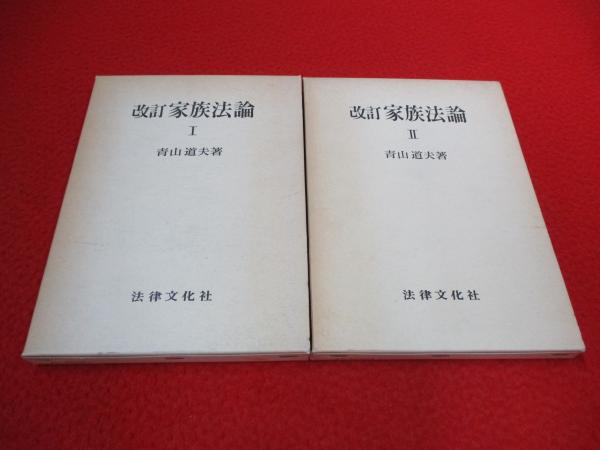 改訂 家族法論
I
青山道夫著
法律文化社
改訂 家族法論
II
青山道夫著
法律文化社